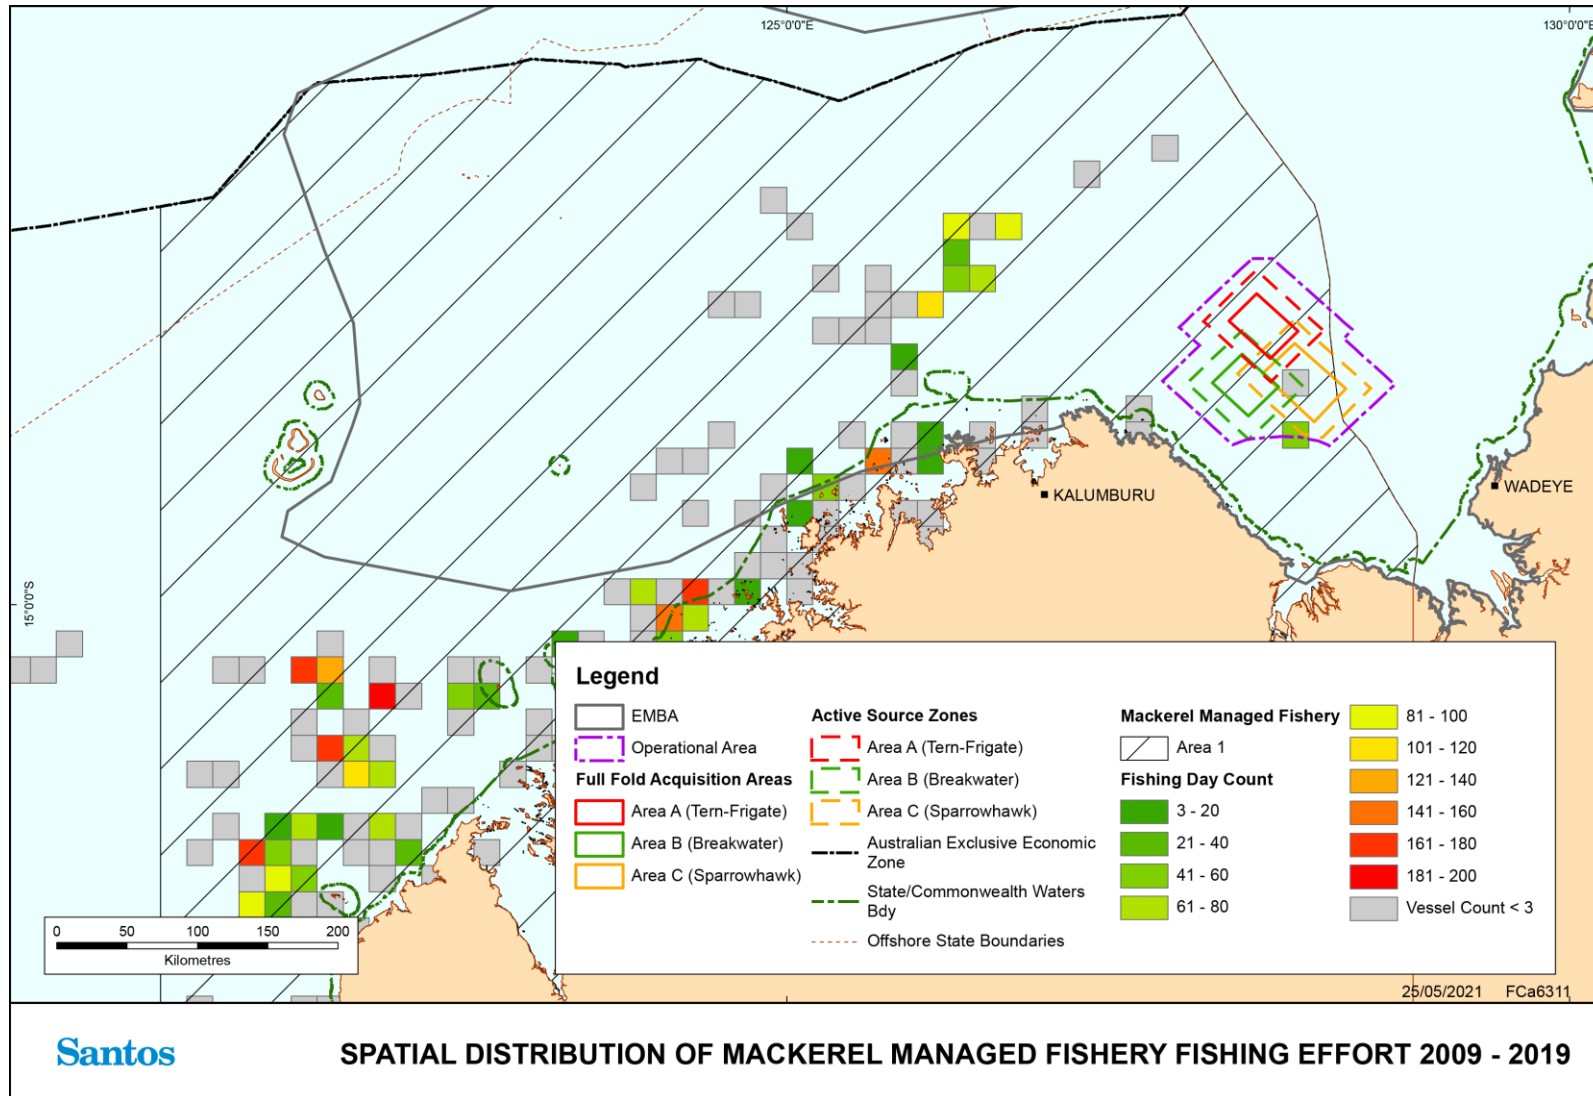 125°0'0"E
130°0'0"E
15°0'0"S
KALUMBURU
WADEYE
Legend
EMBA
Operational Area
Full Fold Acquisition Areas
Area A (Tern-Frigate)
Area B (Breakwater)
Area C (Sparrowhawk)
Active Source Zones
Area A (Tern-Frigate)
Area B (Breakwater)
Area C (Sparrowhawk)
Australian Exclusive Economic
Zone
State/Commonwealth Waters
Bdy
Offshore State Boundaries
Mackerel Managed Fishery
Area 1
Fishing Day Count
3 - 20
21 - 40
41 - 60
61 - 80
81 - 100
101 - 120
121 - 140
141 - 160
161 - 180
181 - 200
Vessel Count < 3
0 50 100 150 200
Kilometres
25/05/2021 FCa6311
Santos
SPATIAL DISTRIBUTION OF MACKEREL MANAGED FISHERY FISHING EFFORT 2009 - 2019